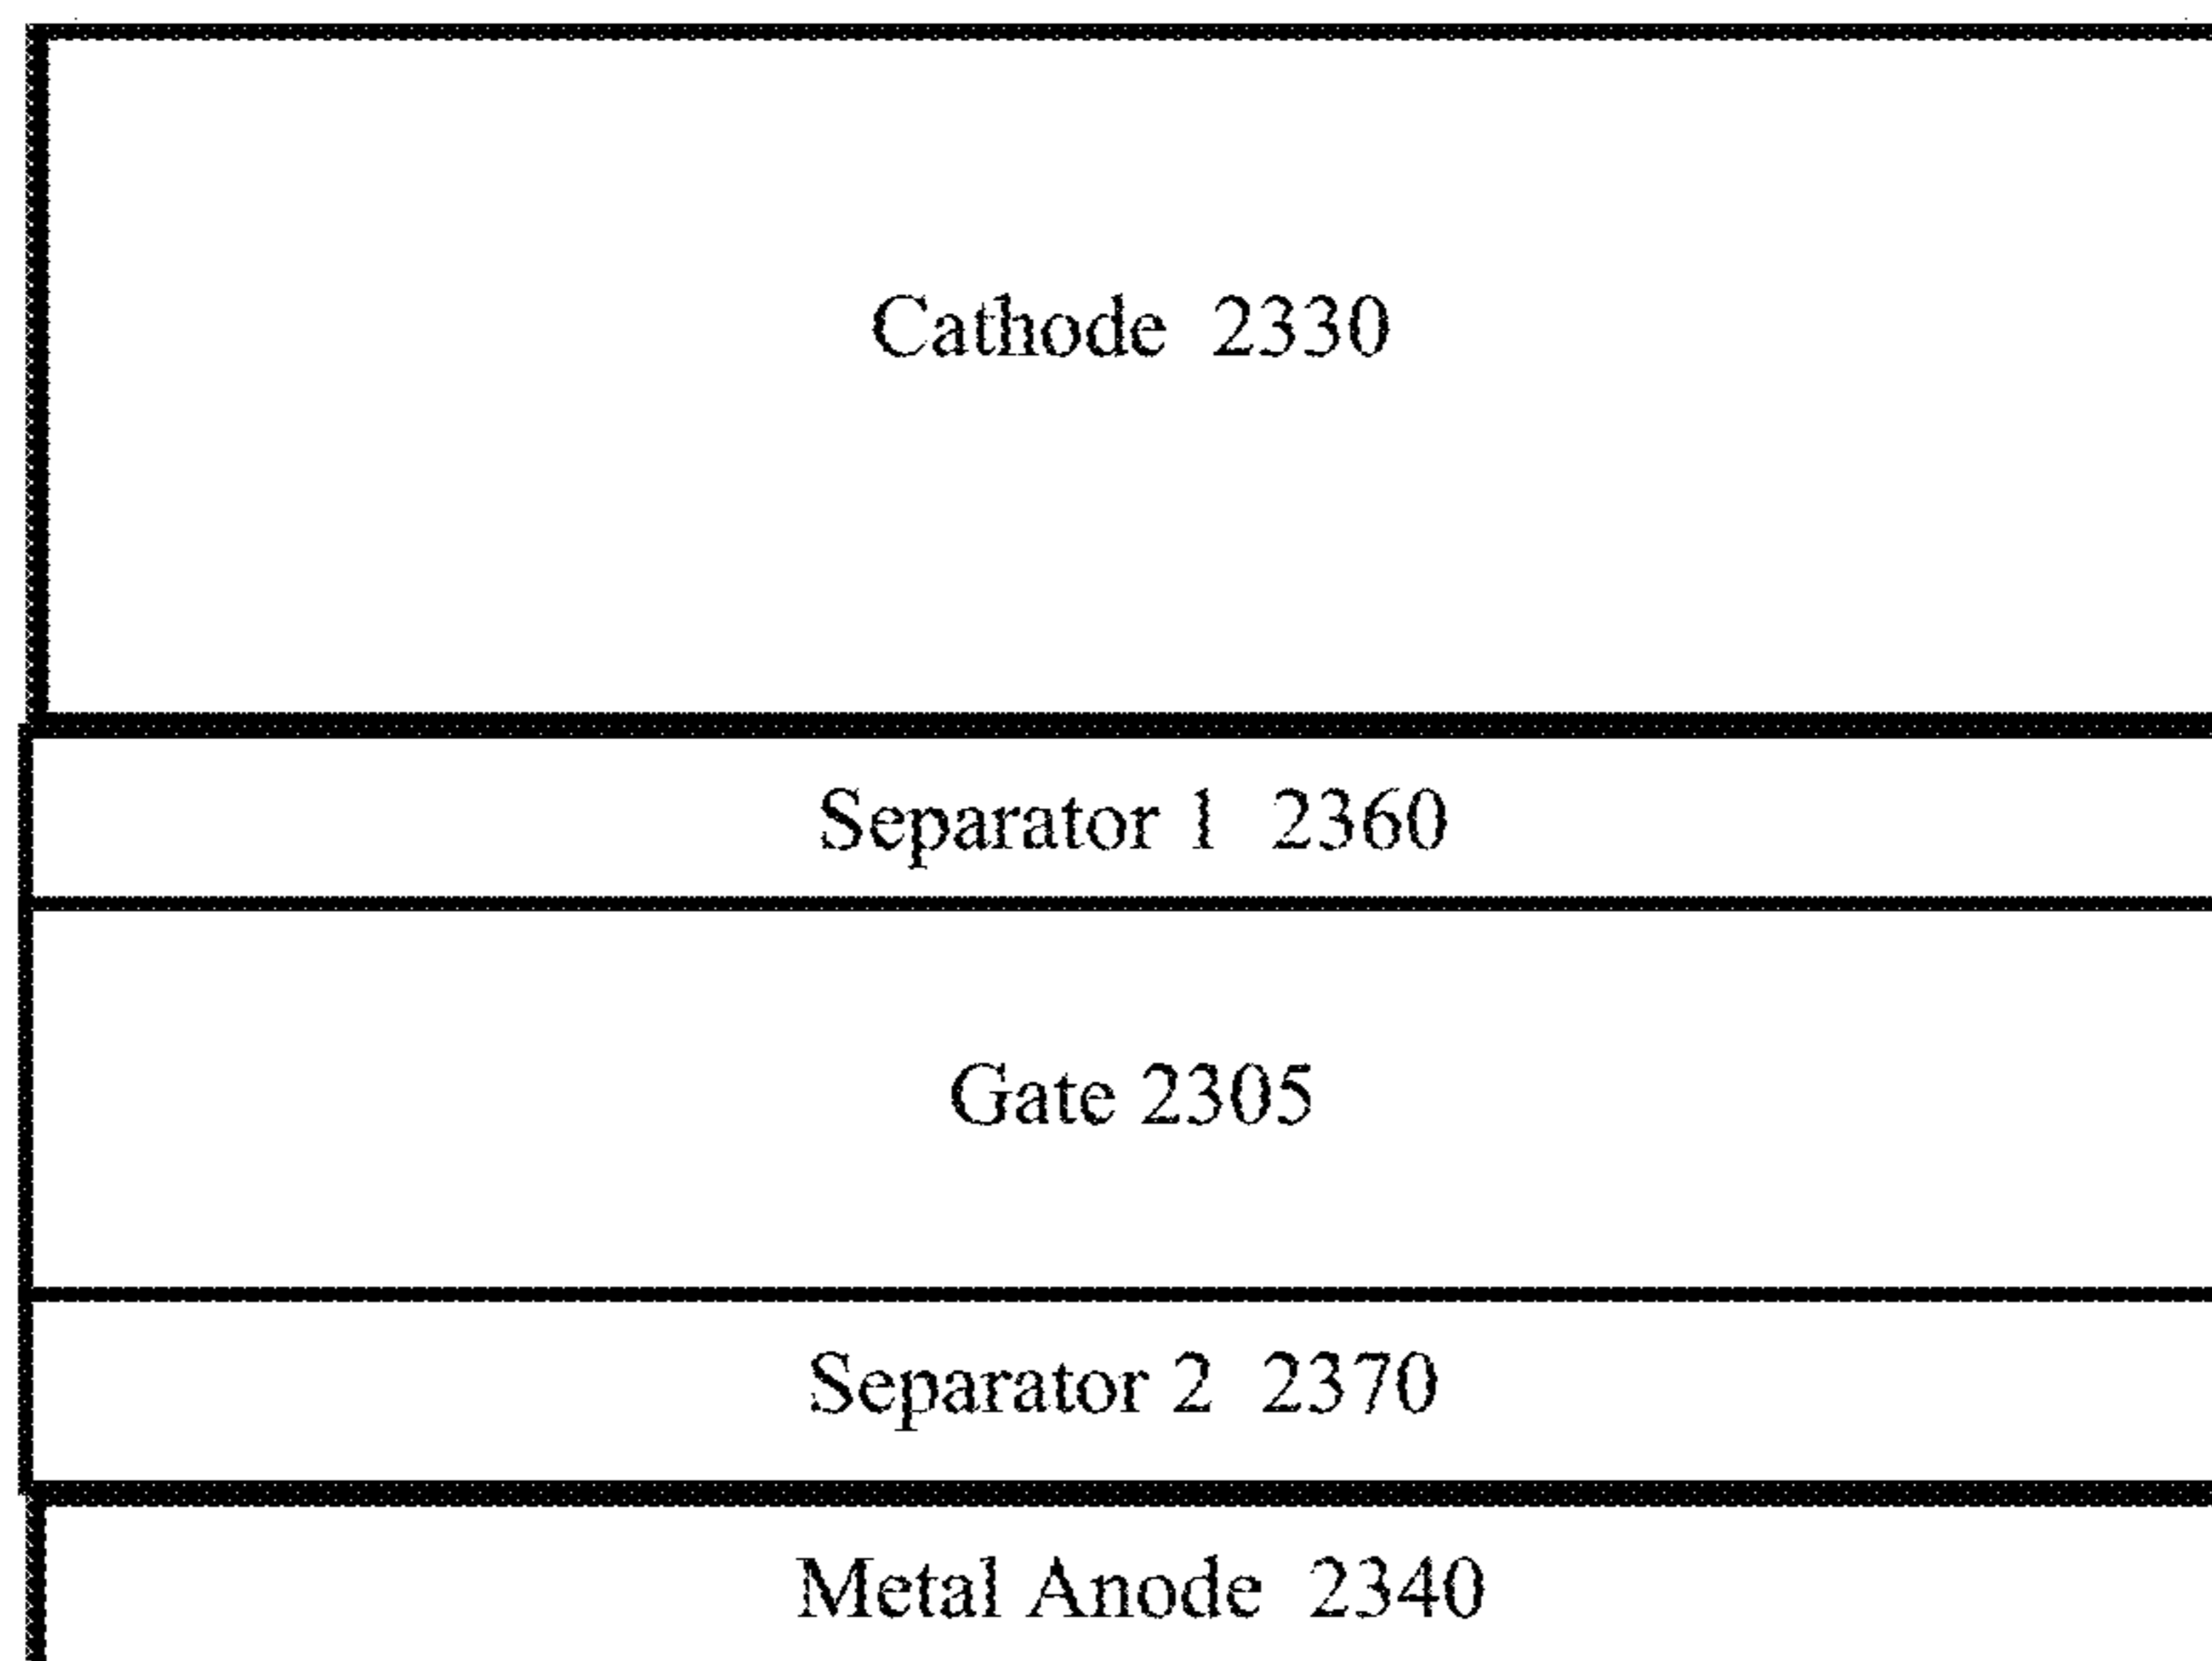 Cathode 2330
Separator 1 2360
Gate 2305
Separator 2 2370
Metal Anode 2340